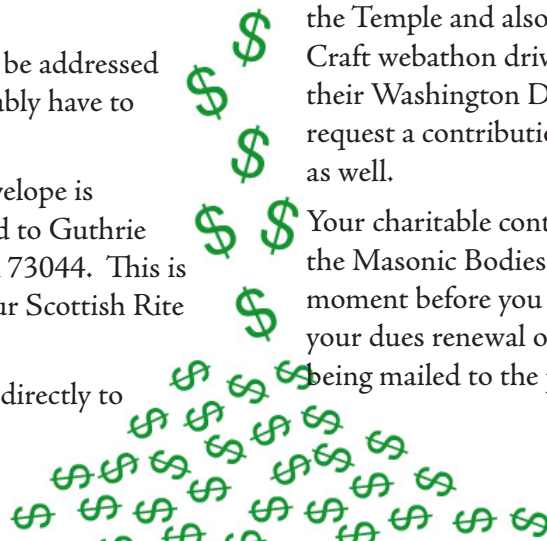 be addressed
ably have to
velope is
d to Guthrie
73044. This is
ur Scottish Rite
directly to
the Temple and also
Craft webathon driv
their Washington D
request a contributi
as well.
Your charitable cont
the Masonic Bodies
moment before you
your dues renewal o
being mailed to the